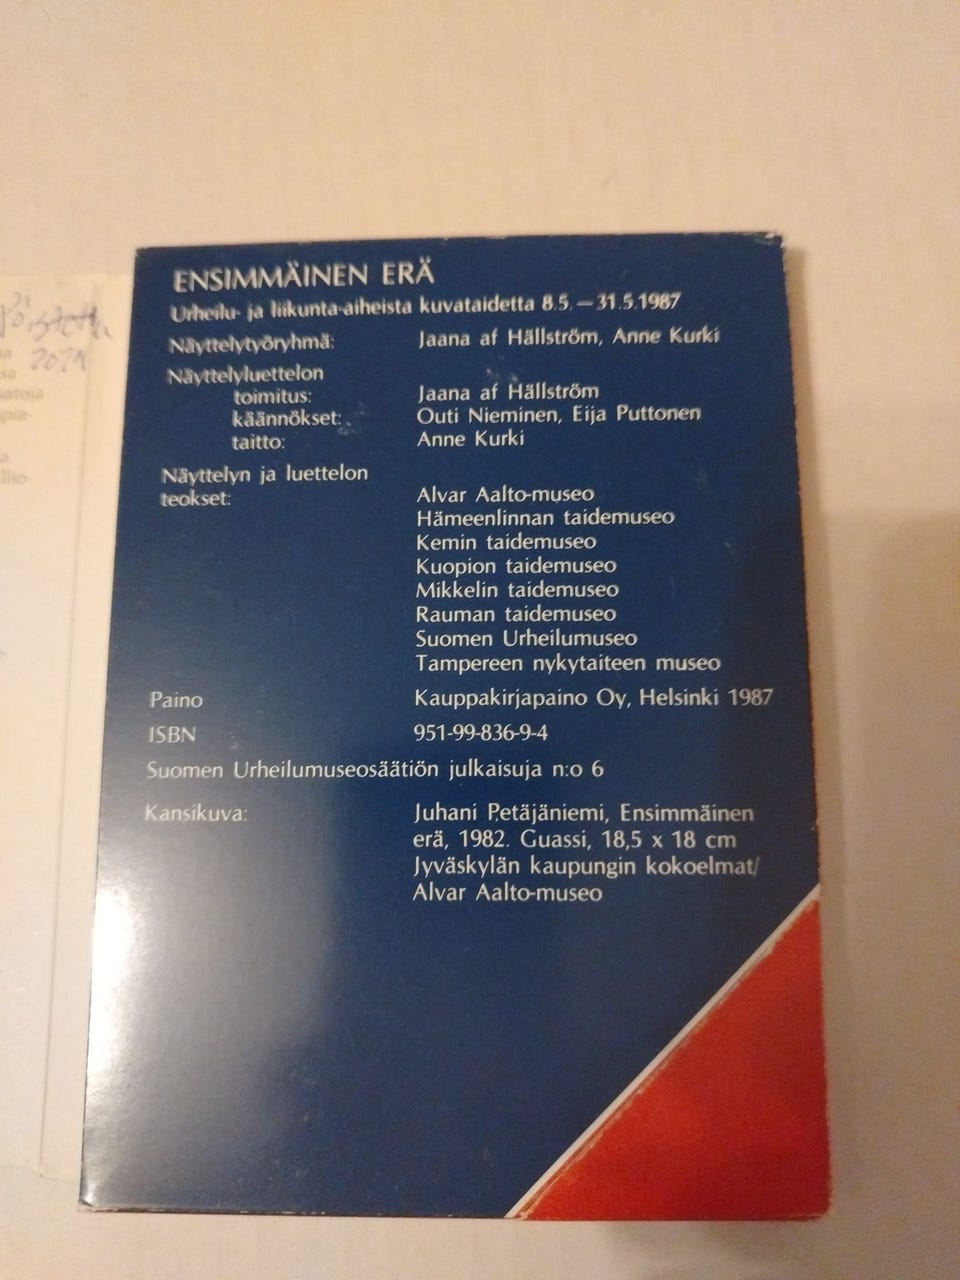 ENSIMMÄINEN ERÄ
Urheilu- ja liikunta-aiheista kuvataidetta 8.5. – 31.5.1987
Näyttelytyöryhmä: Jaana af Hällström, Anne Kurki
Näyttelyluettelon
toimitus: Jaana af Hällström
käännökset: Outi Nieminen, Eija Puttonen
taitto: Anne Kurki
Näyttelyn ja luettelon
teokset:
Alvar Aalto-museo
Hämeenlinnan taidemuseo
Kemin taidemuseo
Kuopion taidemuseo
Mikkelin taidemuseo
Rauman taidemuseo
Suomen Urheilumuseo
Tampereen nykytaiteen museo
Paino Kauppakirjapaino Oy, Helsinki 1987
ISBN 951-99-836-9-4
Suomen Urheilumuseosäätiön julkaisuja n:o 6
Kansikuva: Juhani Petäjäniemi, Ensimmäinen
erä, 1982. Guassi, 18,5 x 18 cm
Jyväskylän kaupungin kokoelmat/
Alvar Aalto-museo
Poistettu